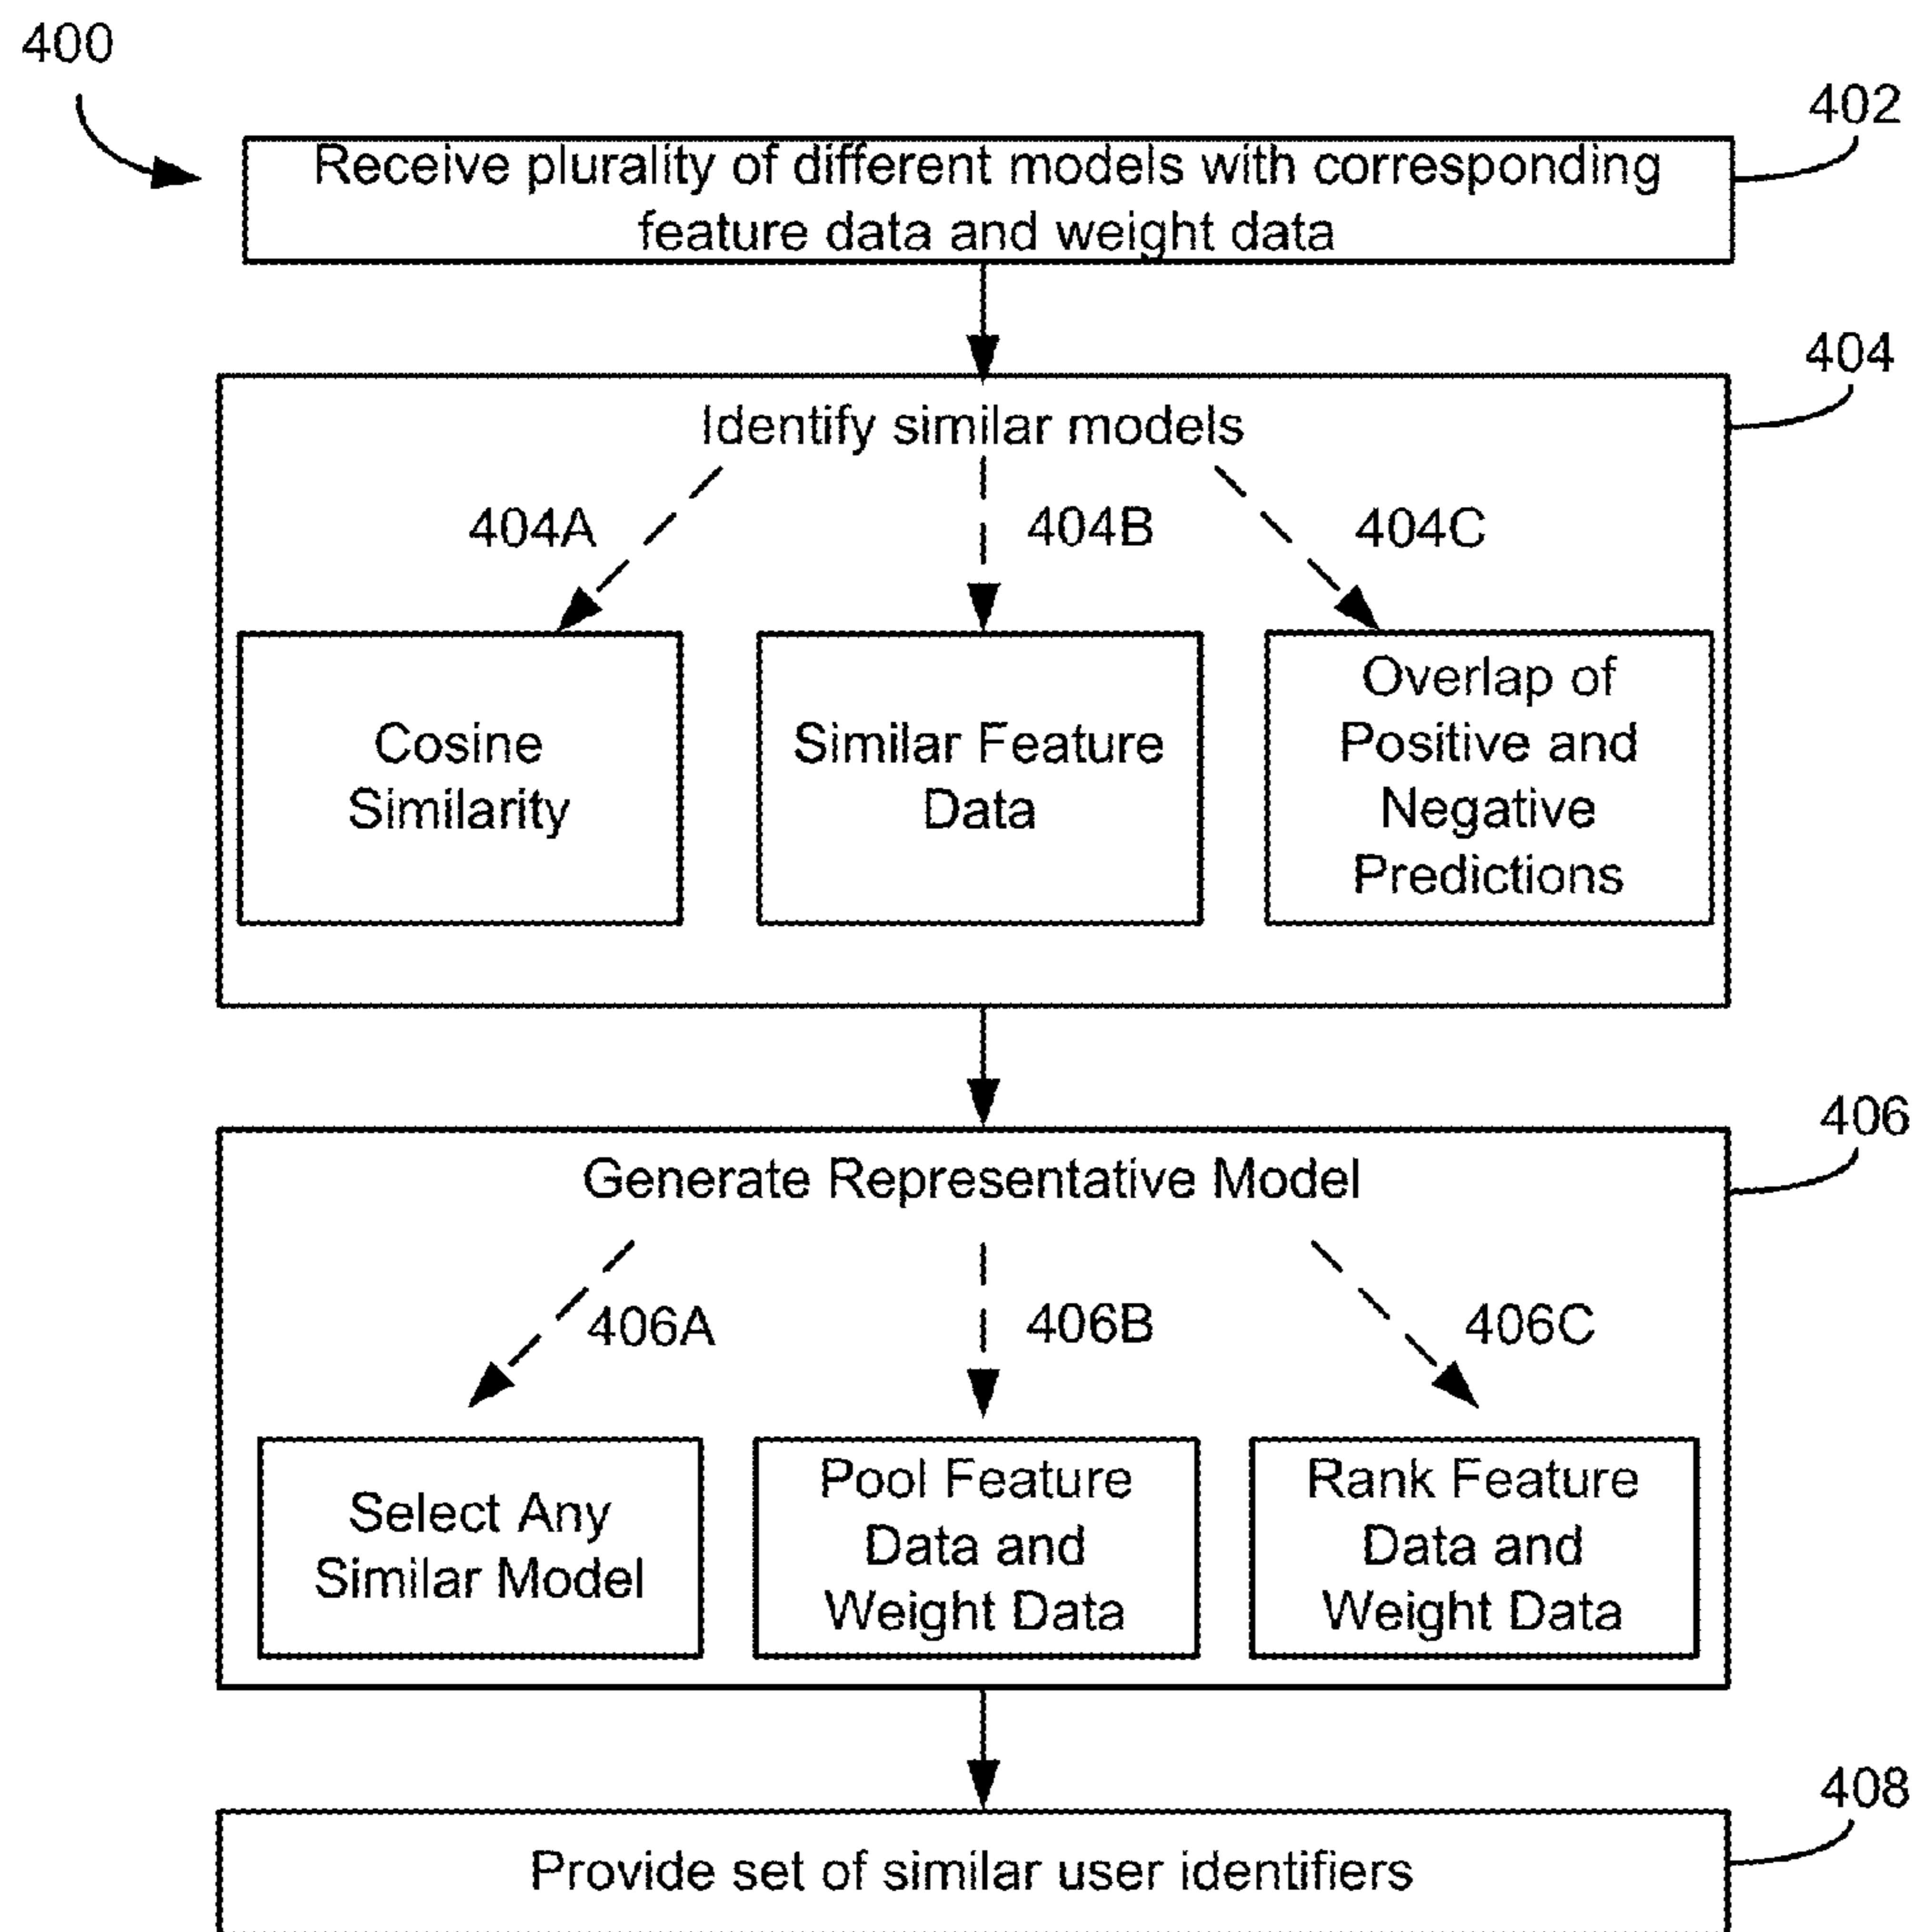 400
402
Receive plurality of different models with corresponding
feature data and weight data
404
Identify similar models
404A
404B
404C
Cosine
Similarity
Similar Feature
Data
Overlap of
Positive and
Negative
Predictions
406
Generate Representative Model
406A
406B
406C
Select Any
Similar Model
Pool Feature
Data and
Weight Data
Rank Feature
Data and
Weight Data
408
Provide set of similar user identifiers